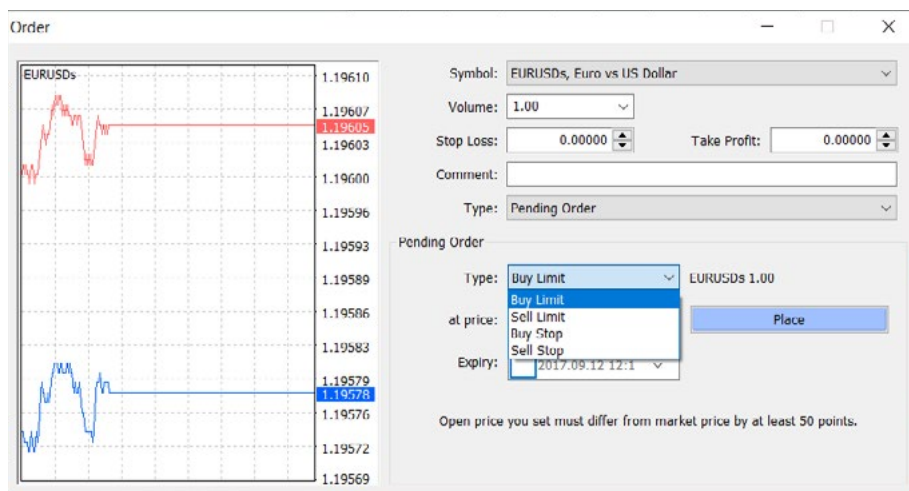 Order
EURUSDs
1.19610
1.19607
1.19605
1.19603
1.19600
1.19596
1.19593
1.19589
1.19586
1.19583
1.19579
1.19578
1.19576
1.19572
1.19569
Symbol: EURUSDs, Euro vs US Dollar
Volume: 1.00
Stop Loss: 0.00000 Take Profit: 0.00000
Comment:
Type: Pending Order
Pending Order
Type: Buy Limit EURUSDs 1.00
Buy Limit
Sell Limit
Buy Stop
Sell Stop
at price: Place
Expiry: 2017.09.12 12:1
Open price you set must differ from market price by at least 50 points.